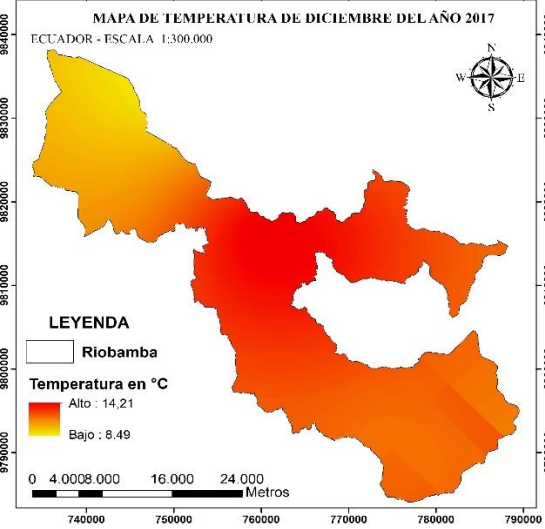 MAPA DE TEMPERATURA DE DICIEMBRE DEL AÑO 2017
ECUADOR - ESCALA 1:300.000
N
W E
S
9840000
9830000
9820000
9810000
9800000
9790000
LEYENDA
Riobamba
Temperatura en °C
Alto : 14,21
Bajo : 8.49
0 4.0008.000 16.000 24.000
Metros
740000 750000 760000 770000 780000 790000